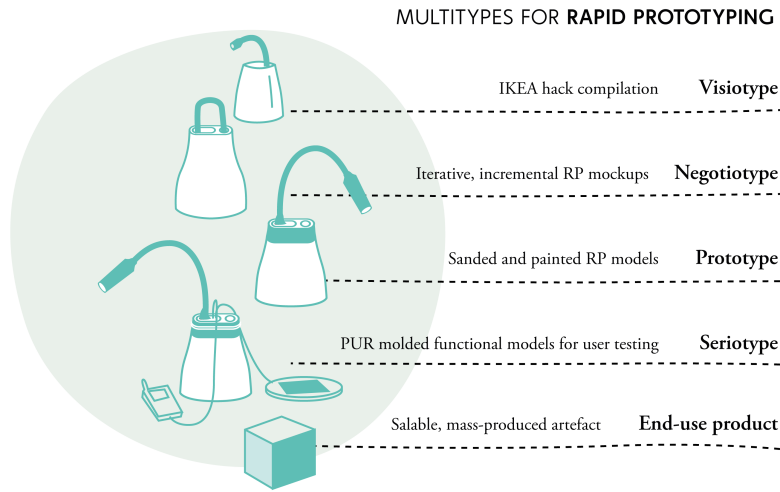 MULTITYPES FOR RAPID PROTOTYPING
IKEA hack compilation Visiotype
Iterative, incremental RP mockups Negotiotype
Sanded and painted RP models Prototype
PUR molded functional models for user testing Seriotype
Salable, mass-produced artefact End-use product